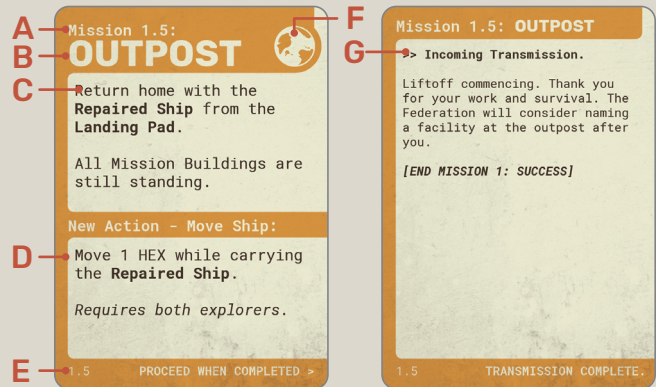 A
Mission 1.5:
B
OUTPOST
F
C
Return home with the
Repaired Ship from the
Landing Pad.
All Mission Buildings are
still standing.
New Action - Move Ship:
D
Move 1 HEX while carrying
the Repaired Ship.
Requires both explorers.
E
1.5
PROCEED WHEN COMPLETED >
Mission 1.5: OUTPOST
G
>> Incoming Transmission.
Liftoff commencing. Thank you
for your work and survival. The
Federation will consider naming
a facility at the outpost after
you.
[END MISSION 1: SUCCESS]
1.5
TRANSMISSION COMPLETE.